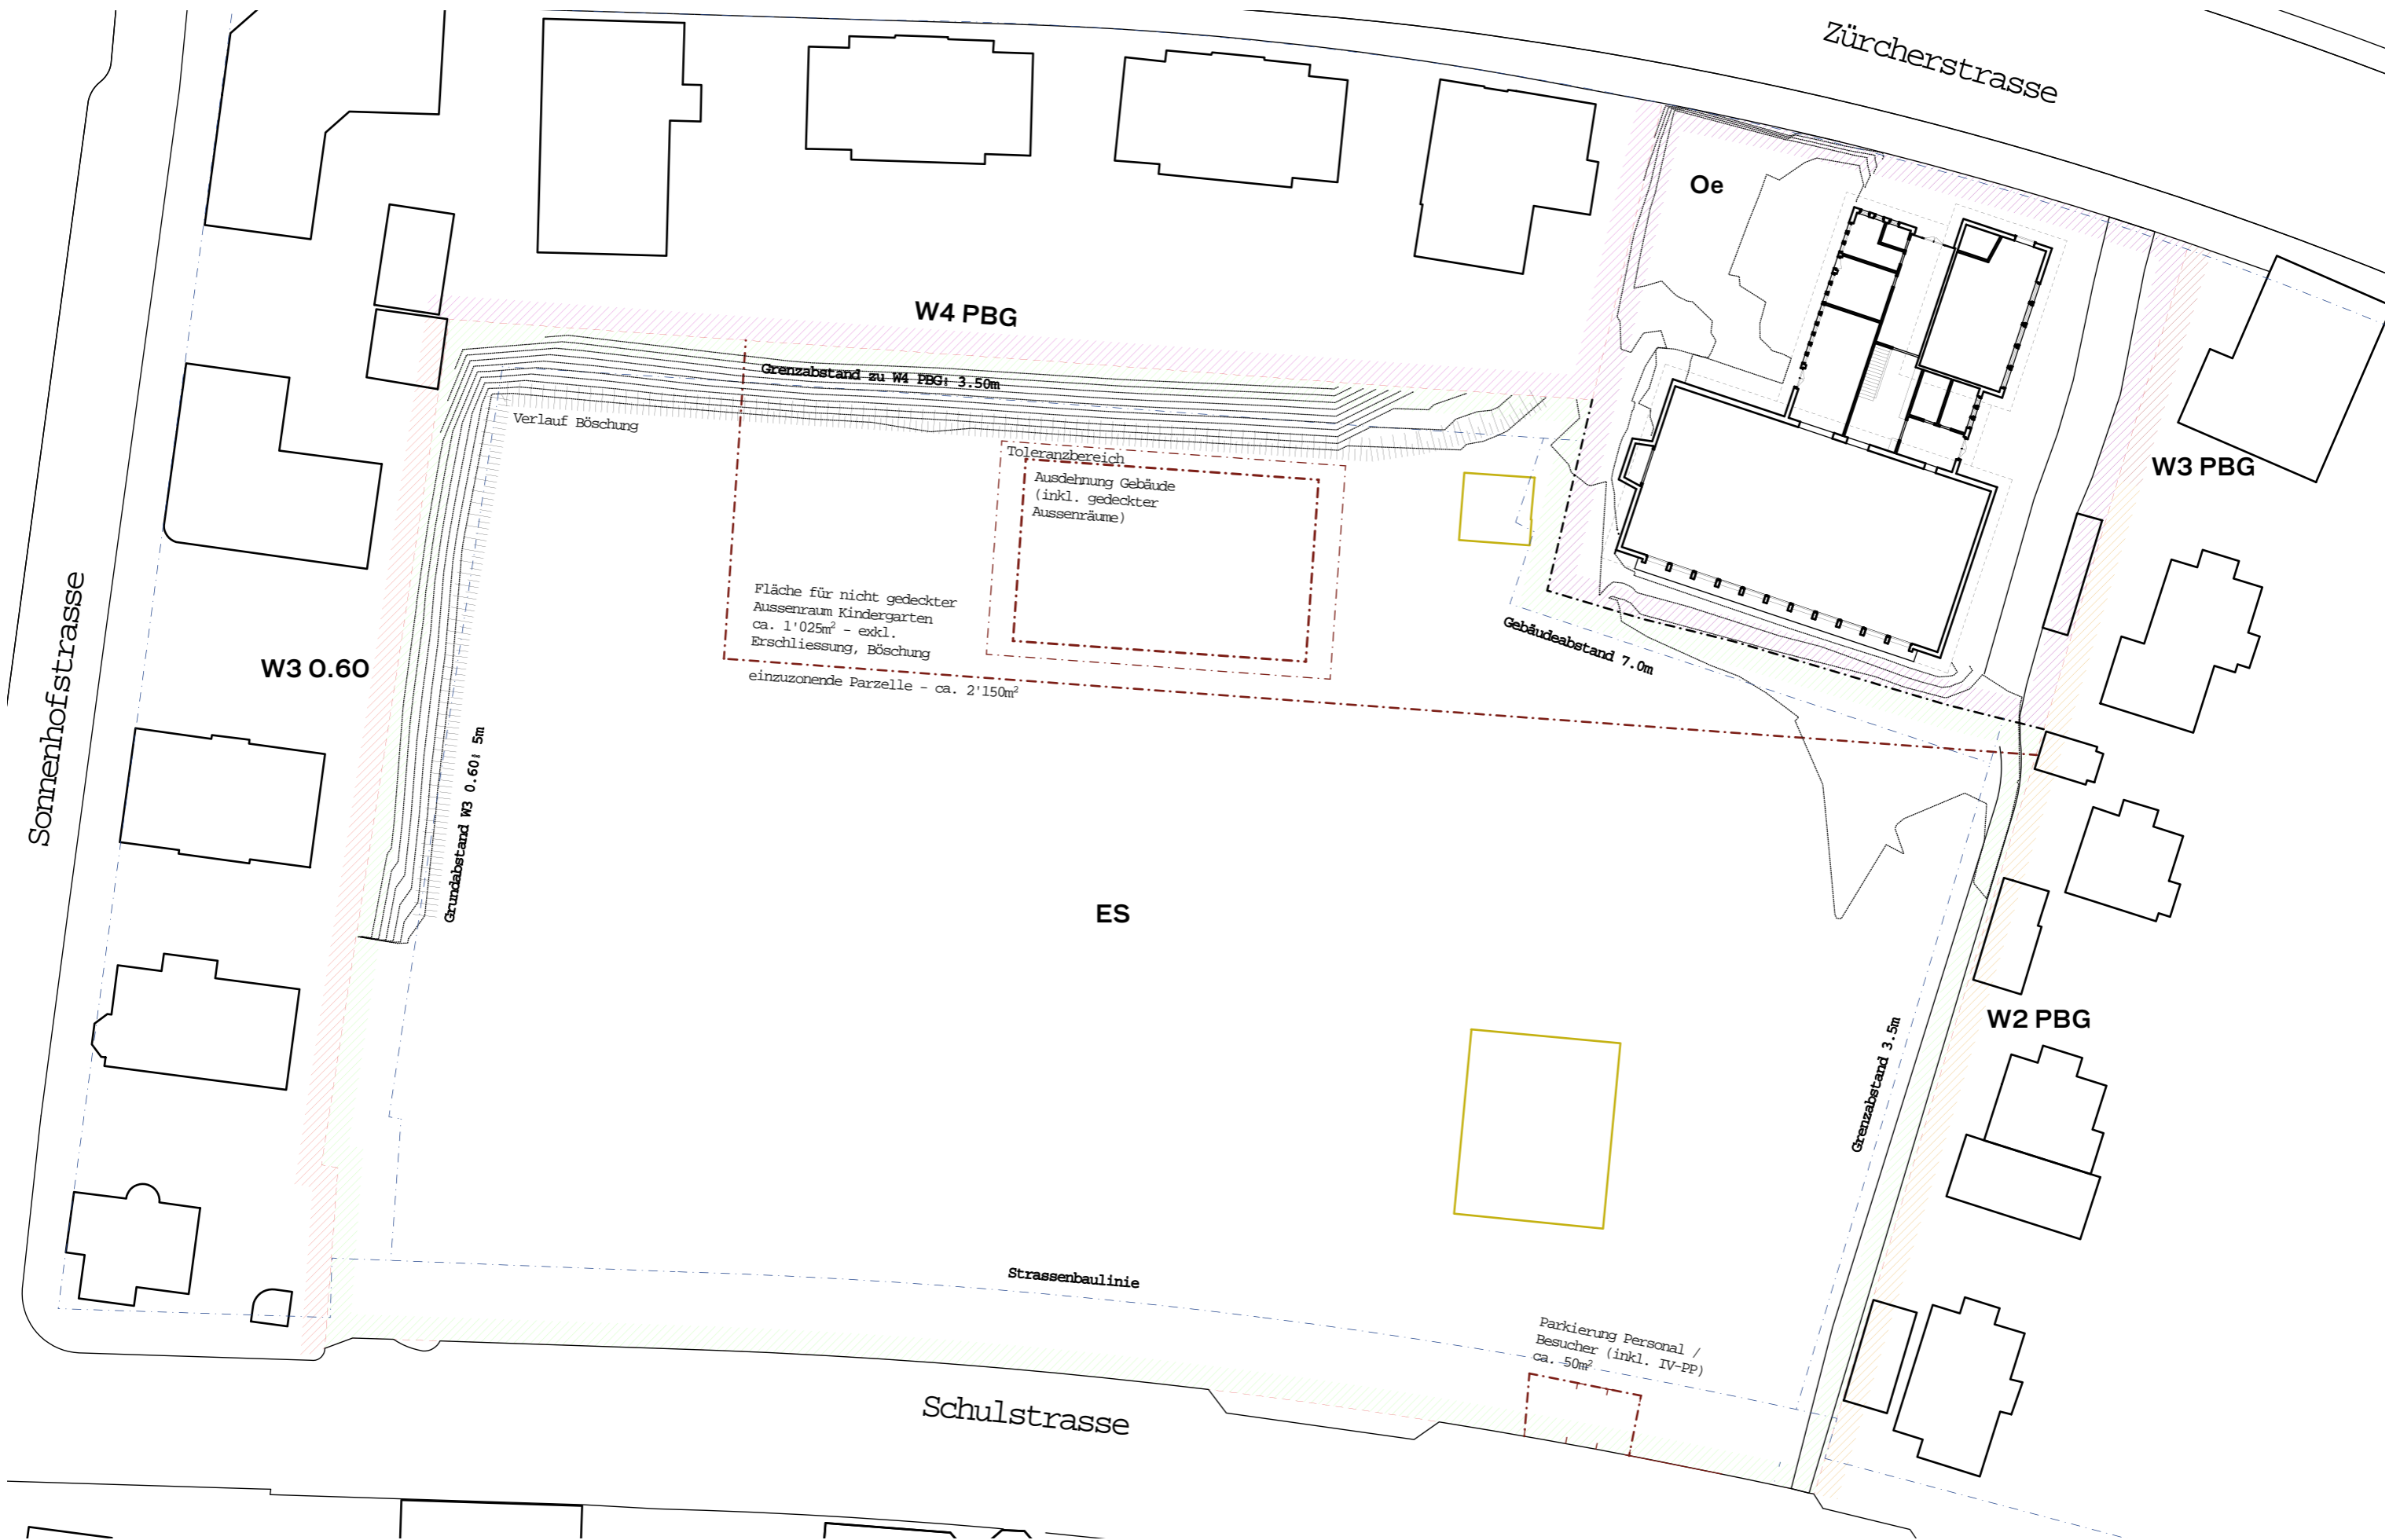 Zürcherstrasse
Oe
W4 PBG
Grenzabstand zu W4 PBG: 3.50m
Verlauf Böschung
Toleranzbereich
Ausdehnung Gebäude
(inkl. gedeckter
Aussenräume)
W3 PBG
Fläche für nicht gedeckter
Aussenraum Kindergarten
ca. 1'025m² - exkl.
Erschliessung, Böschung
einzuzonende Parzelle - ca. 2'150m²
Gebäudeabstand 7.0m
W3 0.60
Sonnenhofstrasse
Grundabstand W3 0.60: 5m
ES
W2 PBG
Grenzabstand 3.5m
Strassenbaulinie
Parkierung Personal /
Besucher (inkl. IV-PP)
ca. 50m²
Schulstrasse